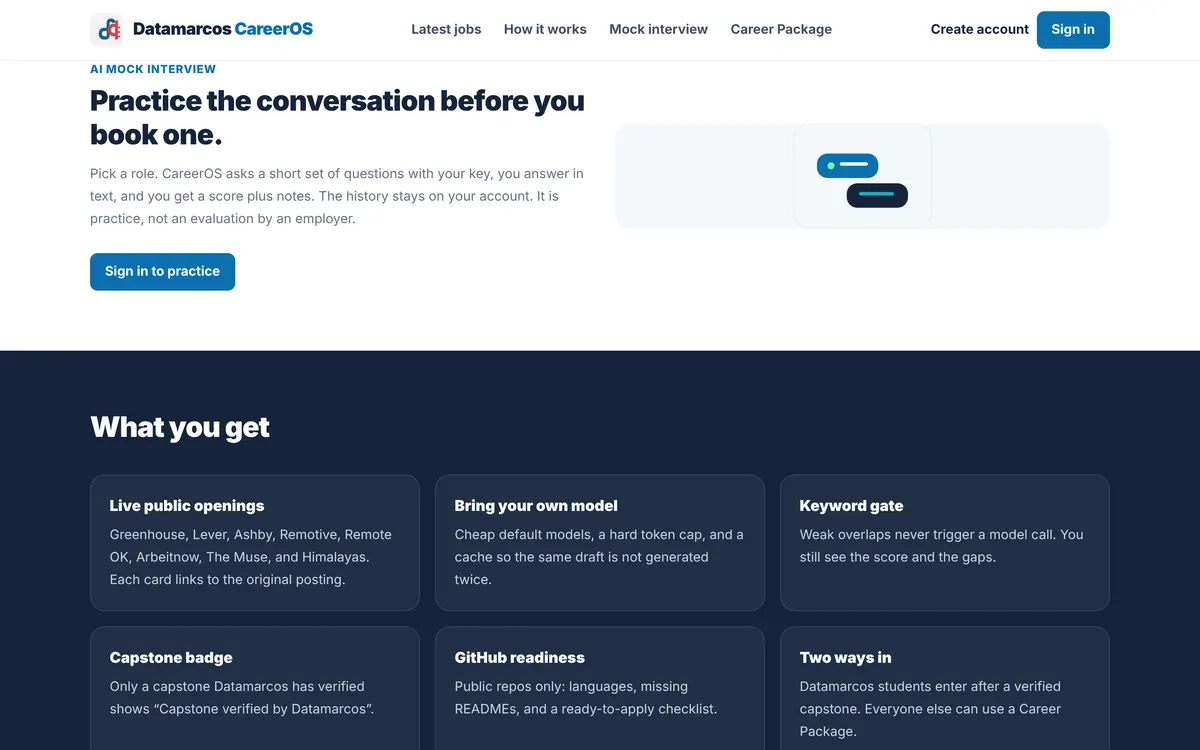 Datamarcos CareerOS
Latest jobs
How it works
Mock interview
Career Package
Create account
Sign in
AI MOCK INTERVIEW
Practice the conversation before you
book one.
Pick a role. CareerOS asks a short set of questions with your key, you answer in
text, and you get a score plus notes. The history stays on your account. It is
practice, not an evaluation by an employer.
Sign in to practice
What you get
Live public openings
Greenhouse, Lever, Ashby, Remotive, Remote
OK, Arbeitnow, The Muse, and Himalayas.
Each card links to the original posting.
Bring your own model
Cheap default models, a hard token cap, and a
cache so the same draft is not generated
twice.
Keyword gate
Weak overlaps never trigger a model call. You
still see the score and the gaps.
Capstone badge
Only a capstone Datamarcos has verified
shows “Capstone verified by Datamarcos”.
GitHub readiness
Public repos only: languages, missing
READMEs, and a ready-to-apply checklist.
Two ways in
Datamarcos students enter after a verified
capstone. Everyone else can use a Career
Package.